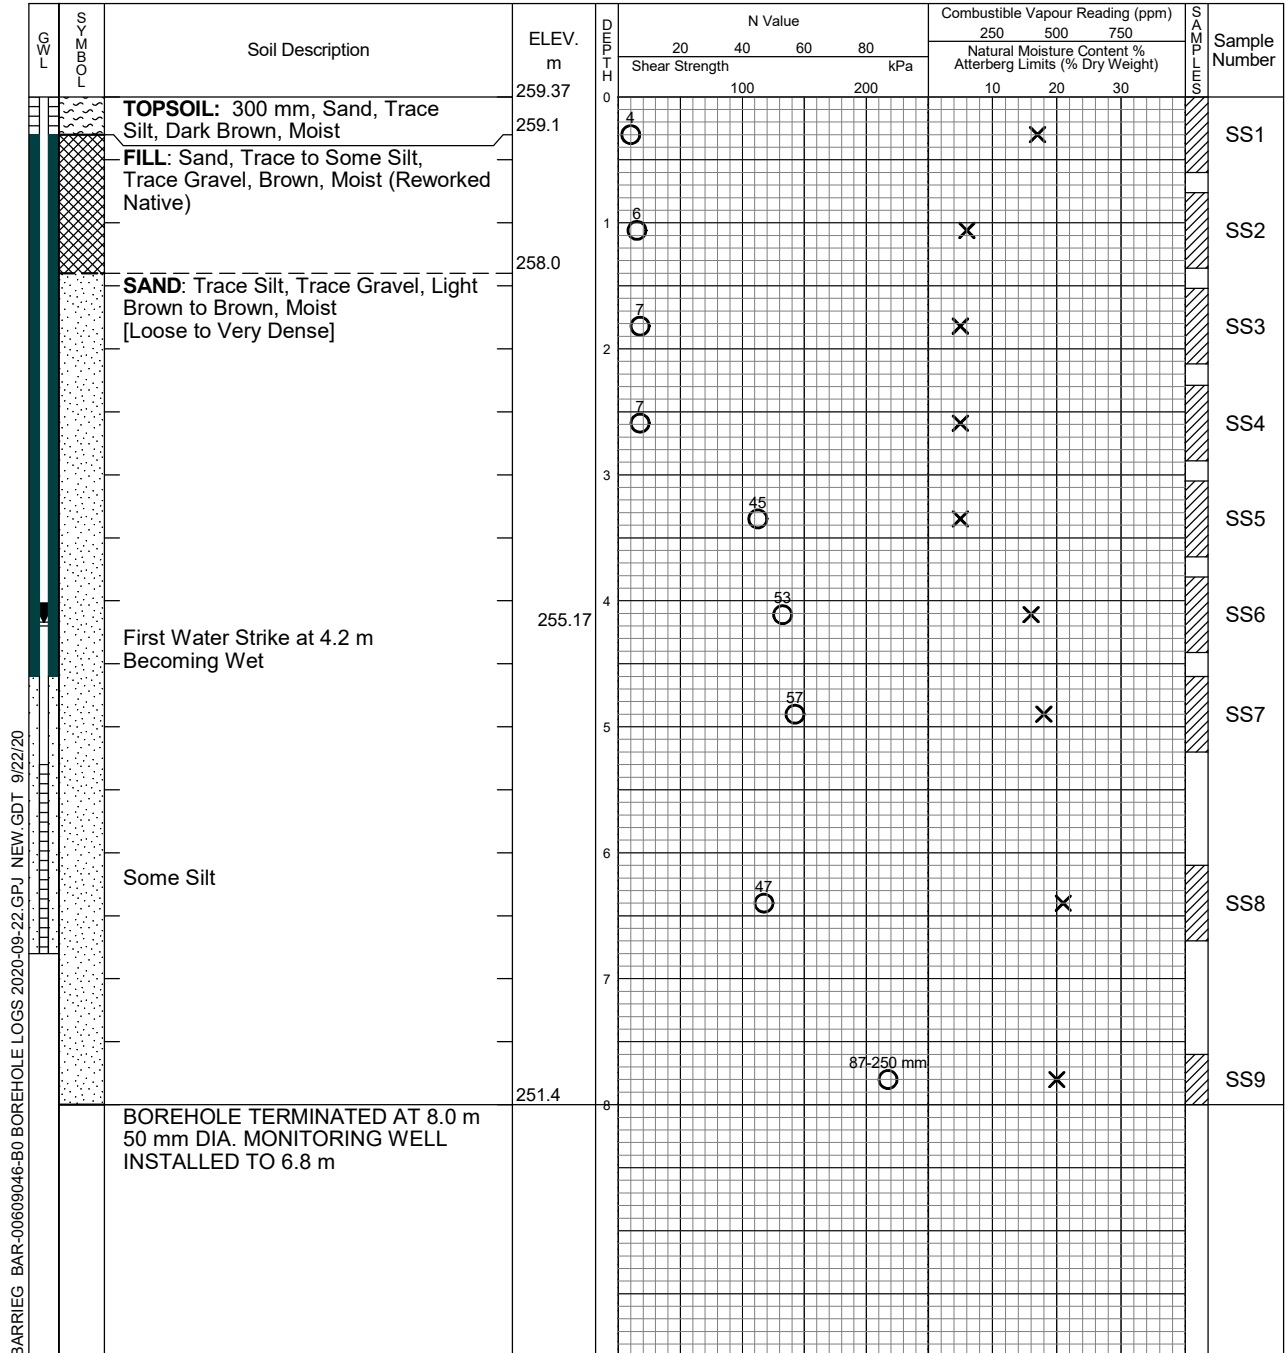 GWL
SYMBOL
Soil Description
ELEV.
m
DEPTH
N Value
20 40 60 80
Shear Strength kPa
100 200
Combustible Vapour Reading (ppm)
250 500 750
Natural Moisture Content %
Atterberg Limits (% Dry Weight)
10 20 30
SAMPLES
Sample
Number
259.37
0
TOPSOIL: 300 mm, Sand, Trace
Silt, Dark Brown, Moist
259.1
4
SS1
FILL: Sand, Trace to Some Silt,
Trace Gravel, Brown, Moist (Reworked
Native)
1
6
SS2
258.0
SAND: Trace Silt, Trace Gravel, Light
Brown to Brown, Moist
[Loose to Very Dense]
7
SS3
2
7
SS4
3
45
SS5
4
53
SS6
255.17
First Water Strike at 4.2 m
Becoming Wet
57
SS7
5
6
Some Silt
47
SS8
7
87-250 mm
SS9
251.4
8
BOREHOLE TERMINATED AT 8.0 m
50 mm DIA. MONITORING WELL
INSTALLED TO 6.8 m
BARRIEG BAR-00609046-B0 BOREHOLE LOGS 2020-09-22.GPJ NEW.GDT 9/22/20